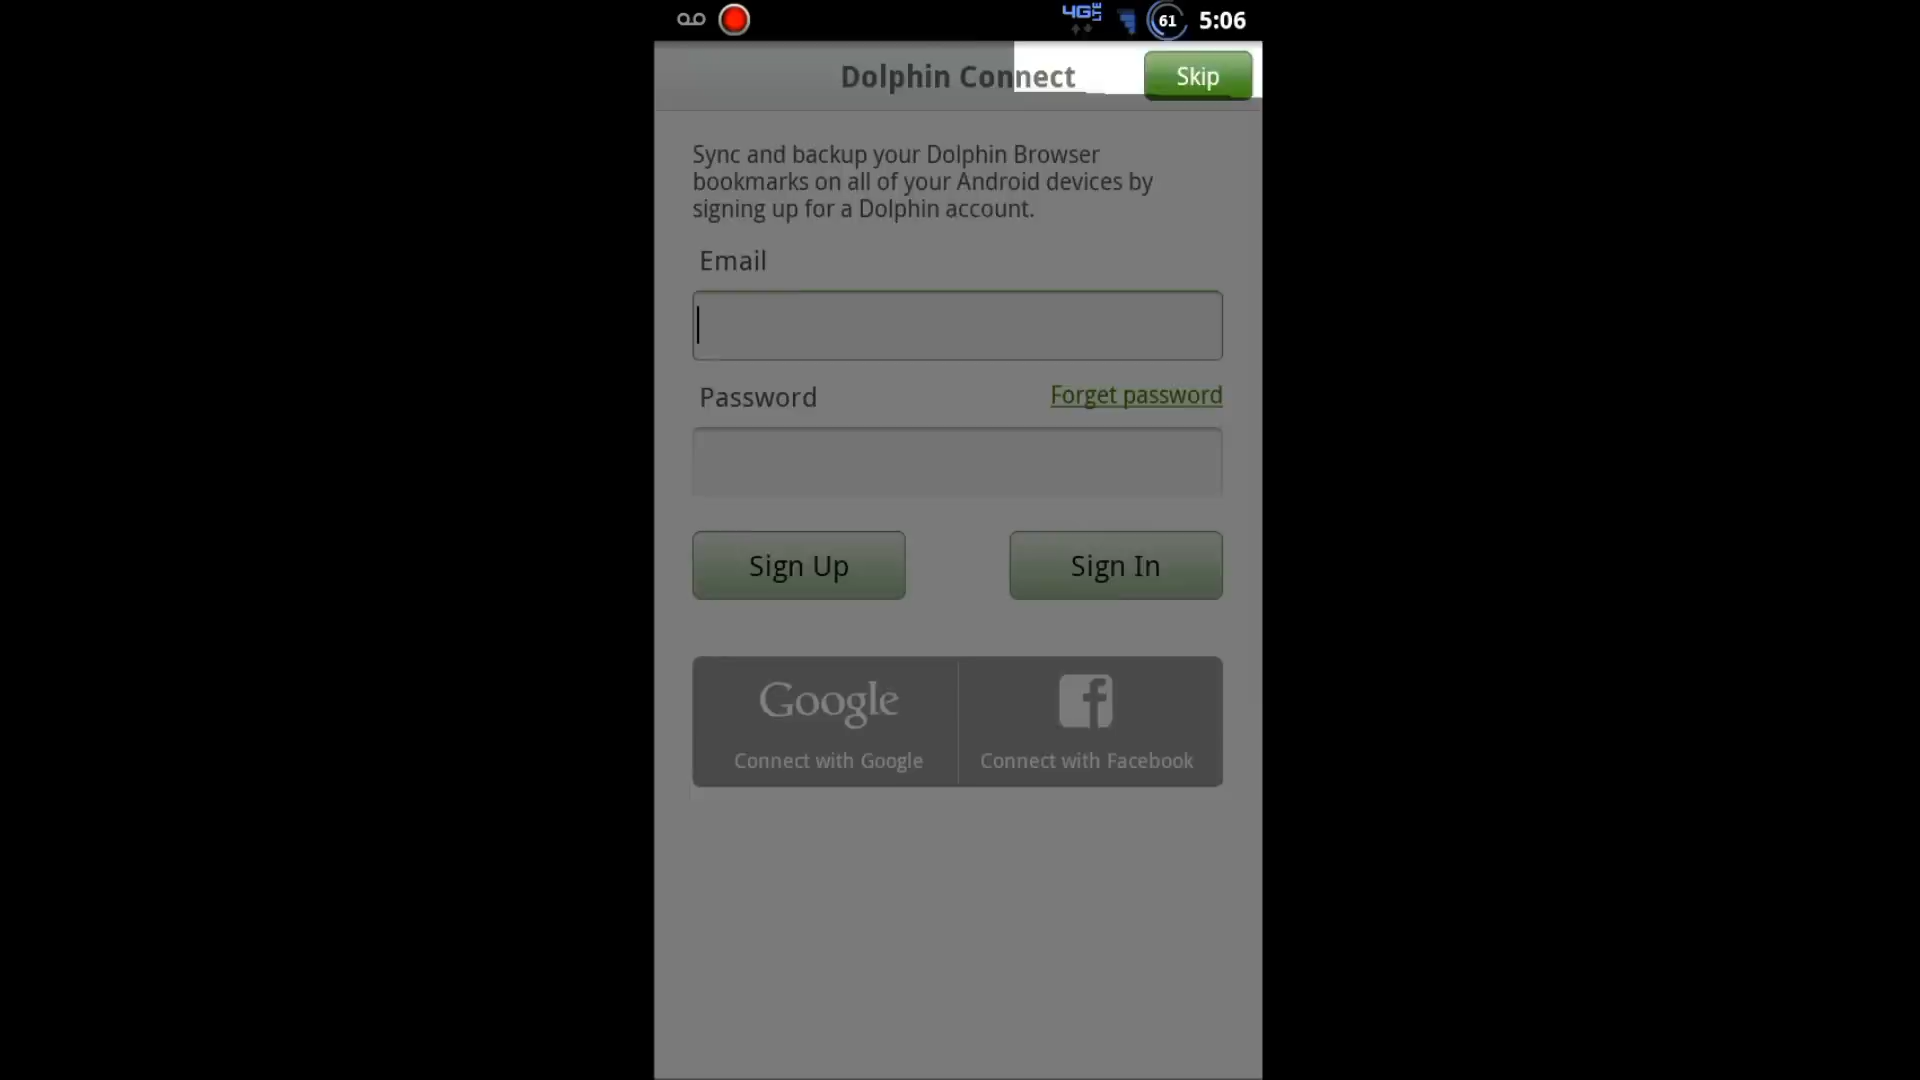 4G LTE 61 5:06
Dolphin Connect Skip
Sync and backup your Dolphin Browser
bookmarks on all of your Android devices by
signing up for a Dolphin account.
Email
Password Forget password
Sign Up Sign In
Google
Connect with Google Connect with Facebook